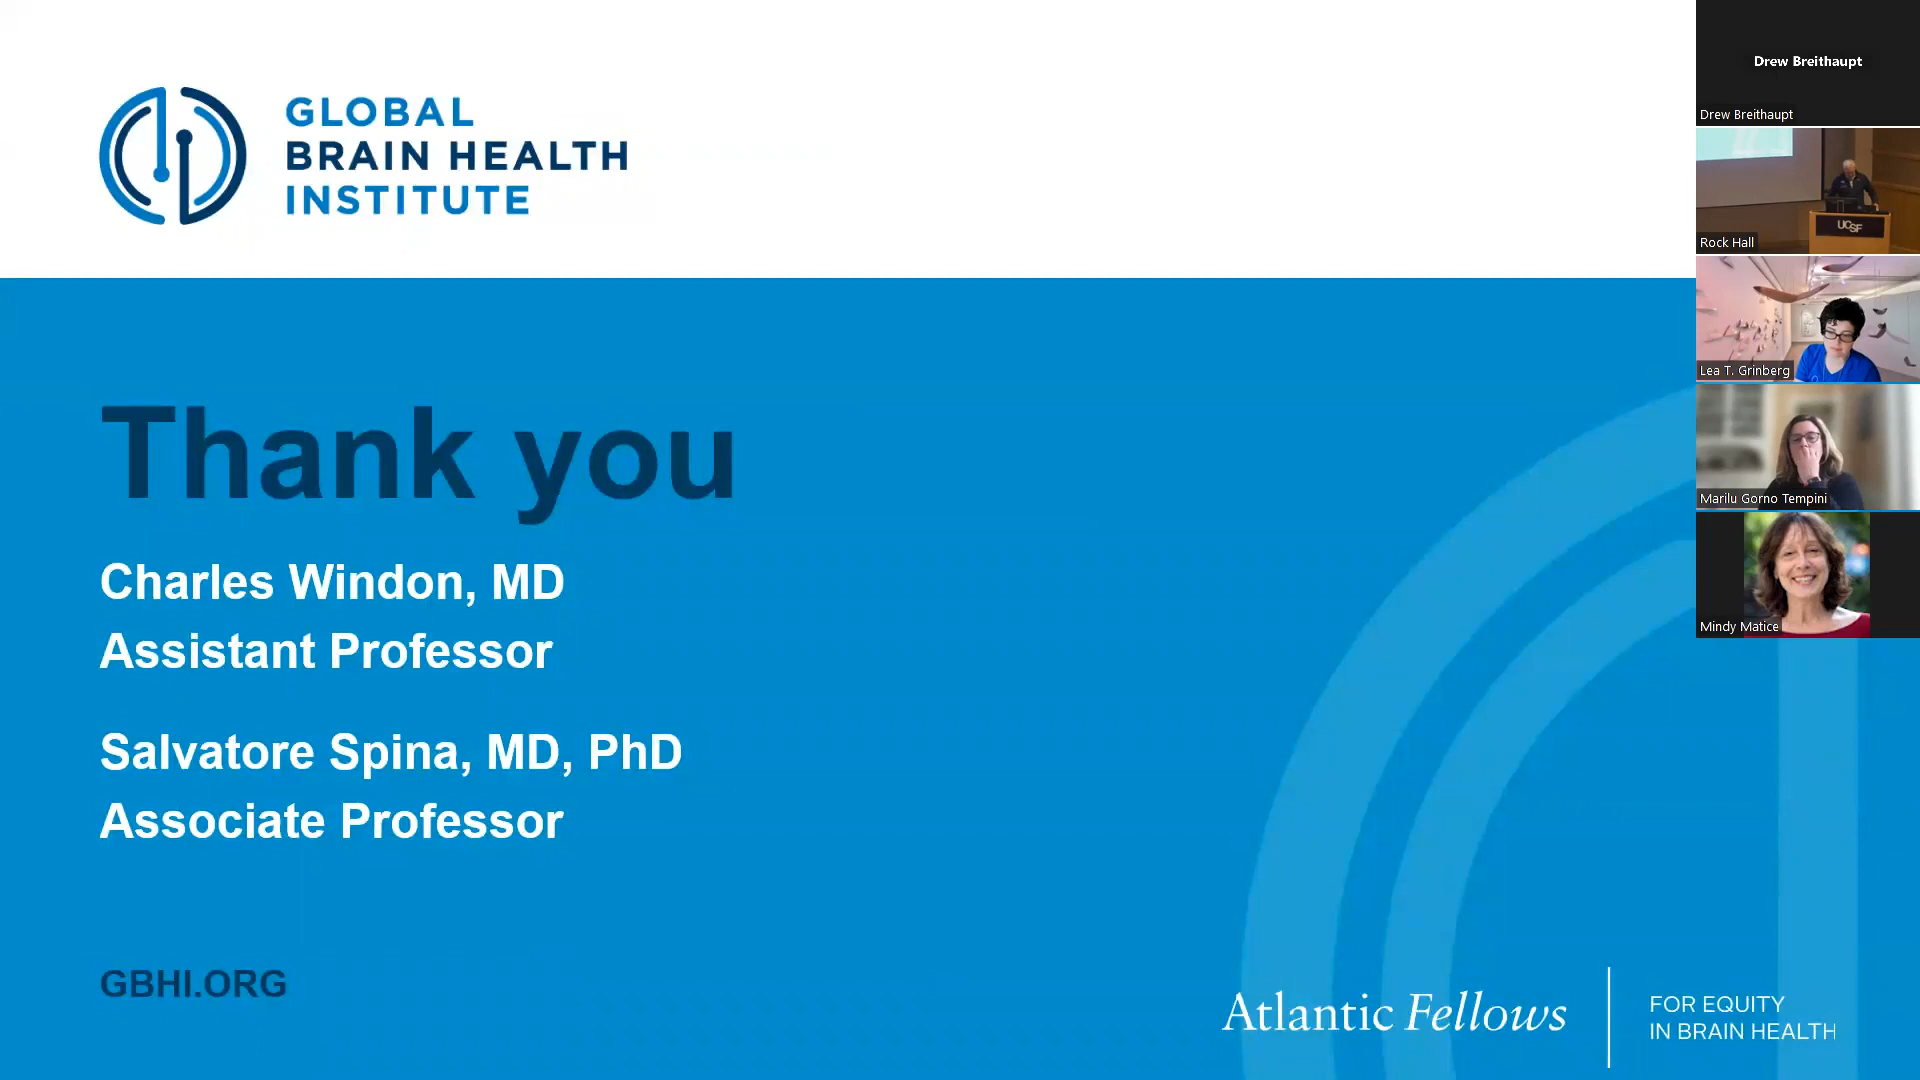 GLOBAL
BRAIN HEALTH
INSTITUTE
Thank you
Charles Windon, MD
Assistant Professor
Salvatore Spina, MD, PhD
Associate Professor
GBHI.ORG
Atlantic Fellows
FOR EQUITY
IN BRAIN HEALTH
Drew Breithaupt
Drew Breithaupt
UCSF
Rock Hall
Lea T. Grinberg
Marilu Gorno Tempini
Mindy Matice